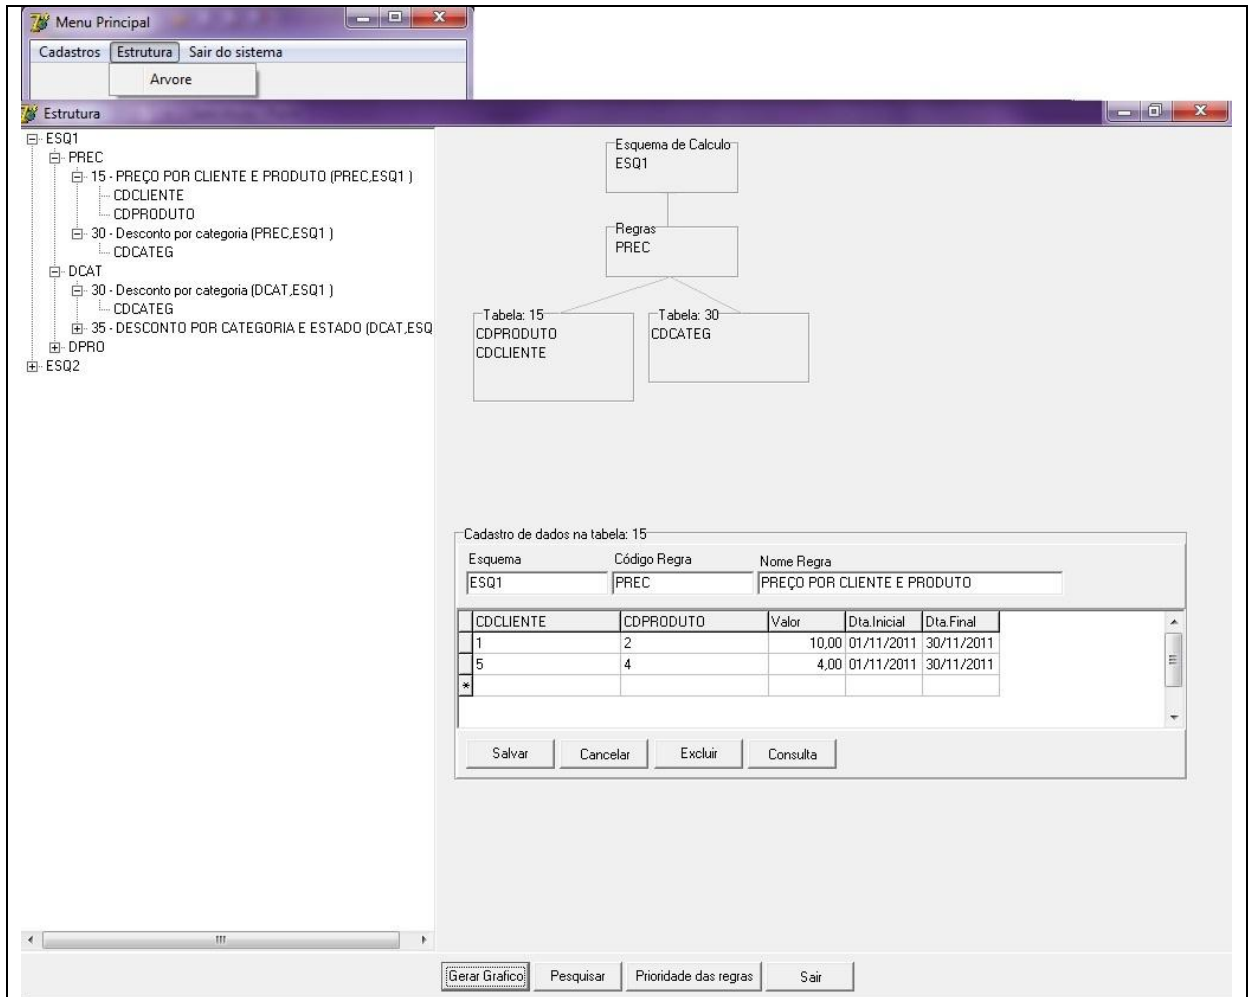 Menu Principal
Cadastros Estrutura Sair do sistema
Arvore
Estrutura
ESQ1
PREC
15 - PREÇO POR CLIENTE E PRODUTO (PREC,ESQ1 )
CDCLIENTE
CDPRODUTO
30 - Desconto por categoria (PREC,ESQ1 )
CDCATEG
DCAT
30 - Desconto por categoria (DCAT,ESQ1 )
CDCATEG
35 - DESCONTO POR CATEGORIA E ESTADO (DCAT,ESQ
DPRO
ESQ2
Esquema de Calculo
ESQ1
Regras
PREC
Tabela: 15
CDPRODUTO
CDCLIENTE
Tabela: 30
CDCATEG
Cadastro de dados na tabela: 15
Esquema Código Regra Nome Regra
ESQ1 PREC PREÇO POR CLIENTE E PRODUTO
CDCLIENTE CDPRODUTO Valor Dta.Inicial Dta.Final
1 2 10,00 01/11/2011 30/11/2011
5 4 4,00 01/11/2011 30/11/2011
*
Salvar Cancelar Excluir Consulta
Gerar Grafico Pesquisar Prioridade das regras Sair